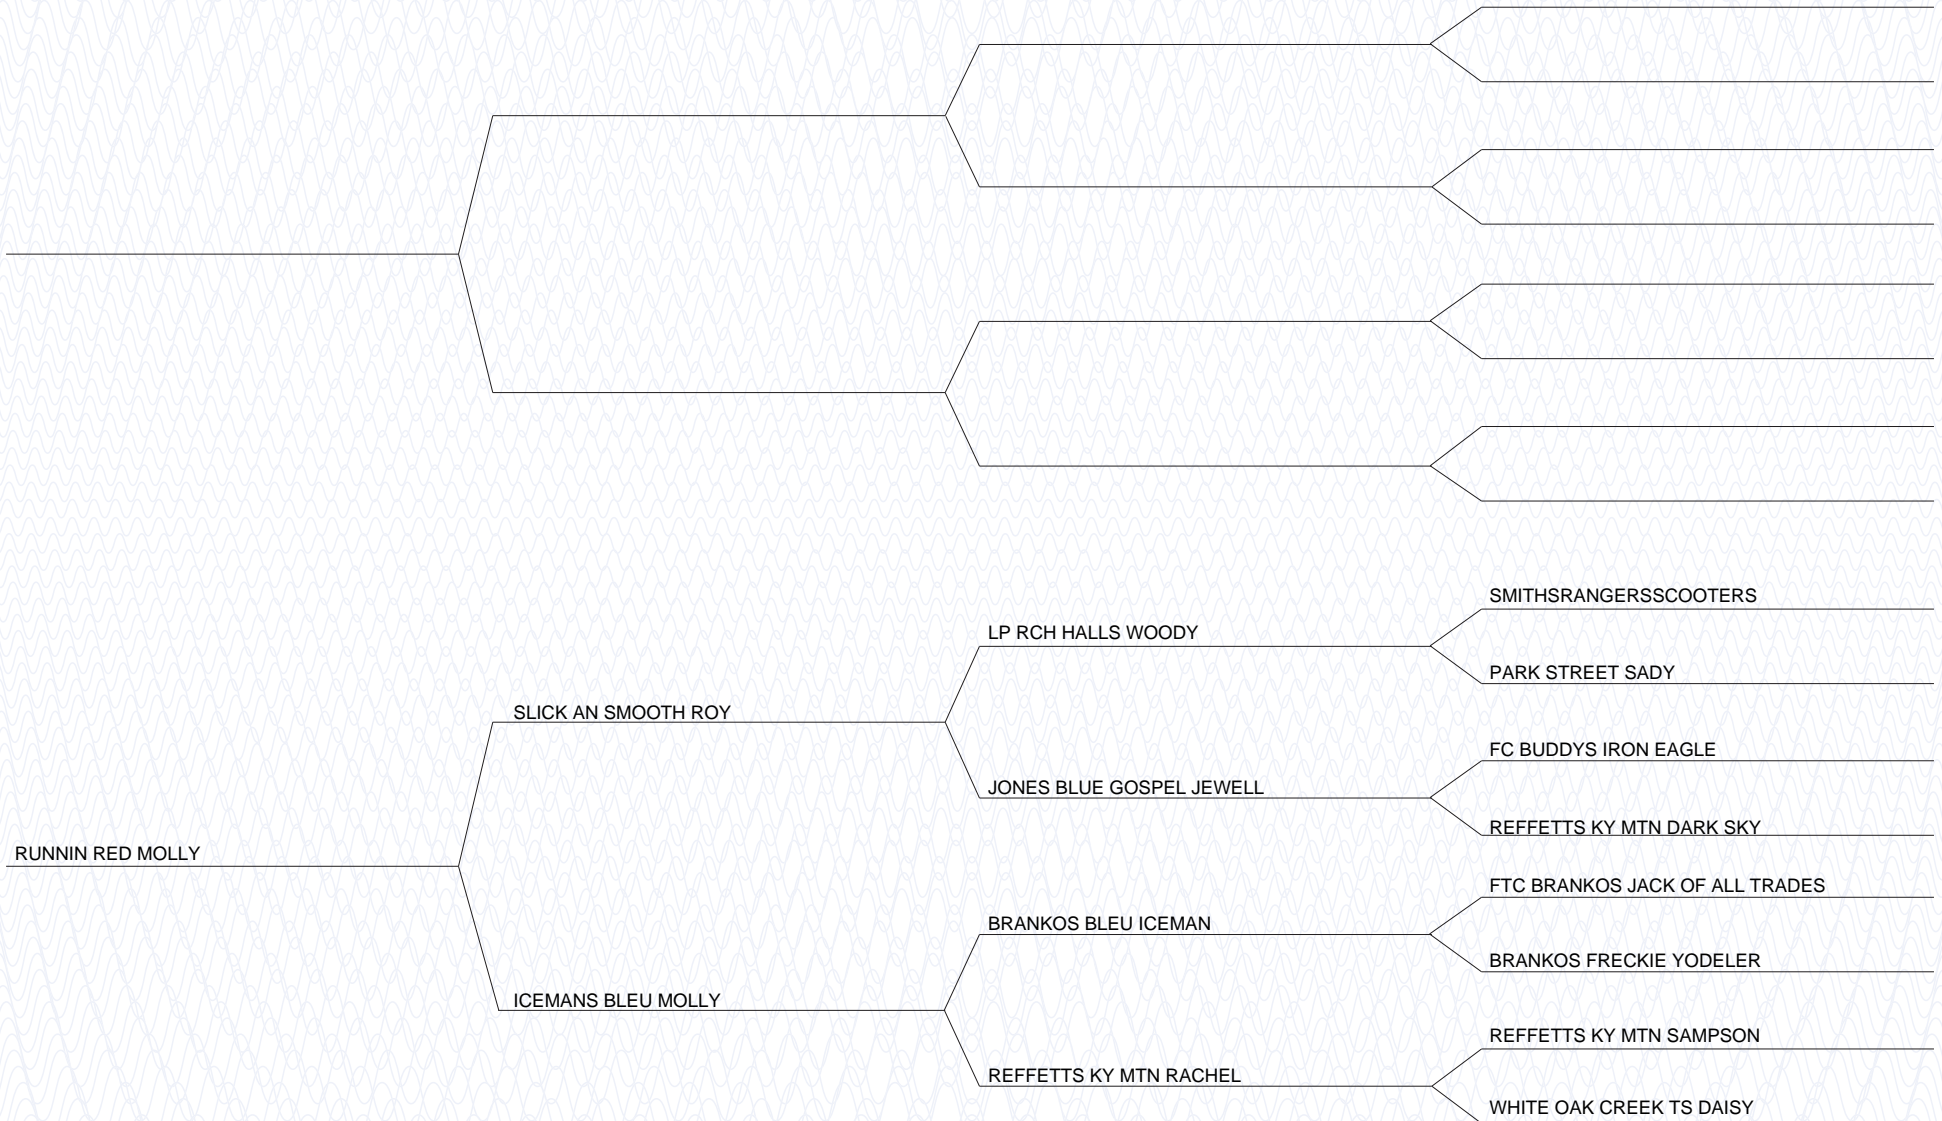 SMITHSRANGERSSCOOTERS
LP RCH HALLS WOODY
PARK STREET SADY
SLICK AN SMOOTH ROY
FC BUDDYS IRON EAGLE
JONES BLUE GOSPEL JEWELL
REFFETTS KY MTN DARK SKY
RUNNIN RED MOLLY
FTC BRANKOS JACK OF ALL TRADES
BRANKOS BLEU ICEMAN
BRANKOS FRECKIE YODELER
ICEMANS BLEU MOLLY
REFFETTS KY MTN SAMPSON
REFFETTS KY MTN RACHEL
WHITE OAK CREEK TS DAISY